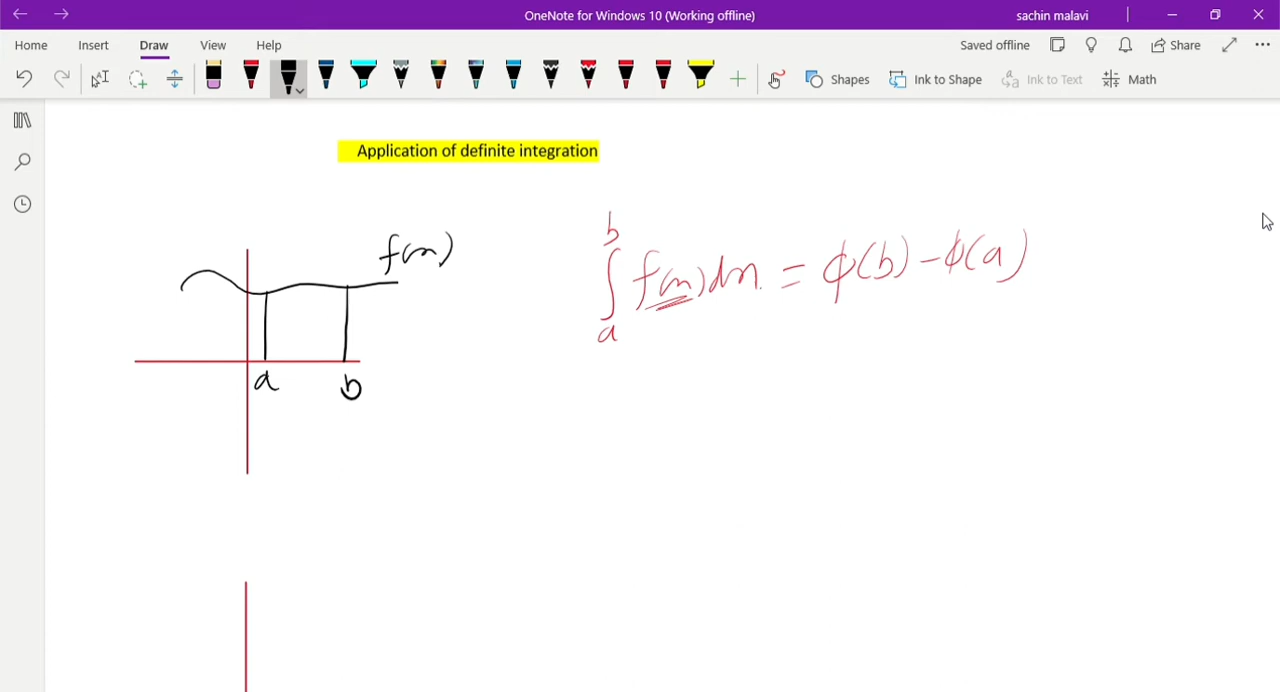 OneNote for Windows 10 (Working offline)
sachin malavi
Home Insert Draw View Help
Saved offline
Share
Shapes
Ink to Shape
Ink to Text
Math
Application of definite integration
f(x)
a b
∫_a^b f(x)dx = ϕ(b) - ϕ(a)